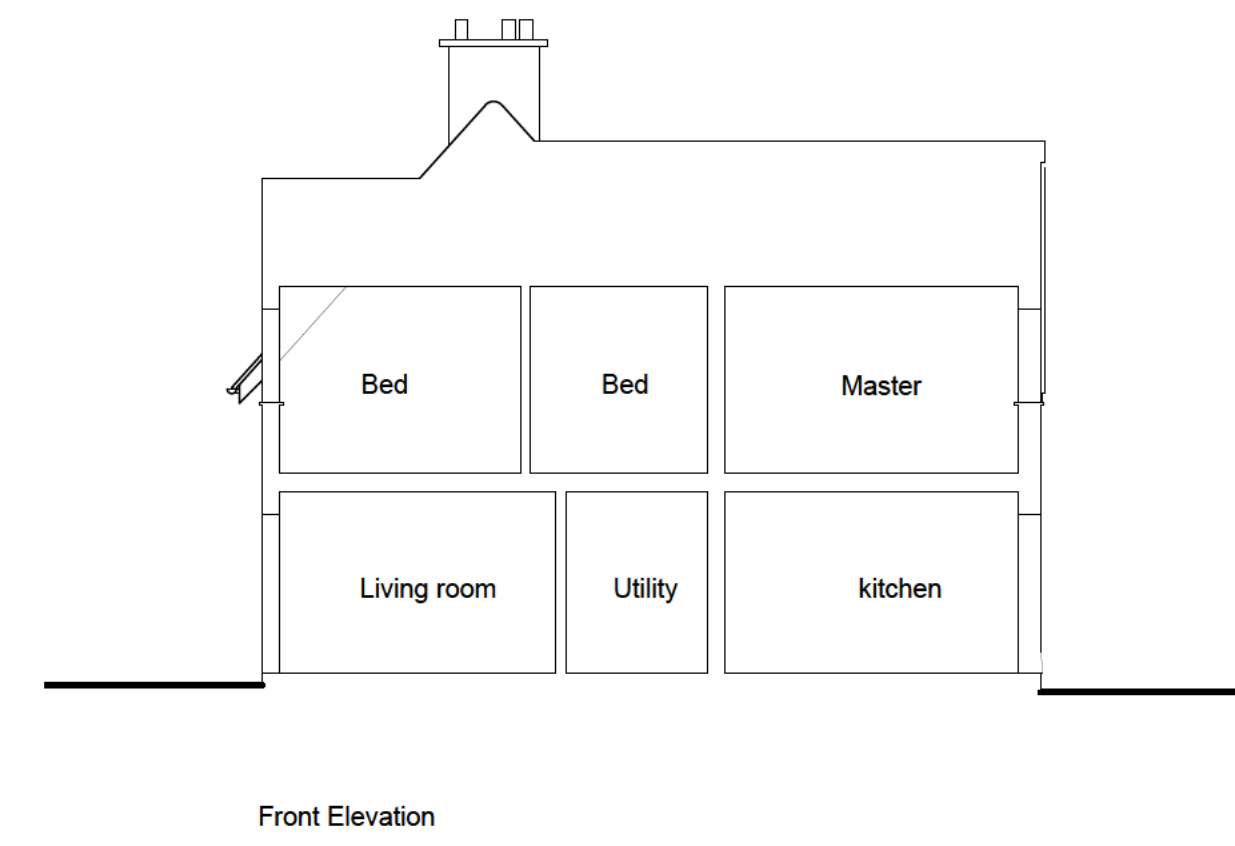 Bed
Bed
Master
Living room
Utility
kitchen
Front Elevation